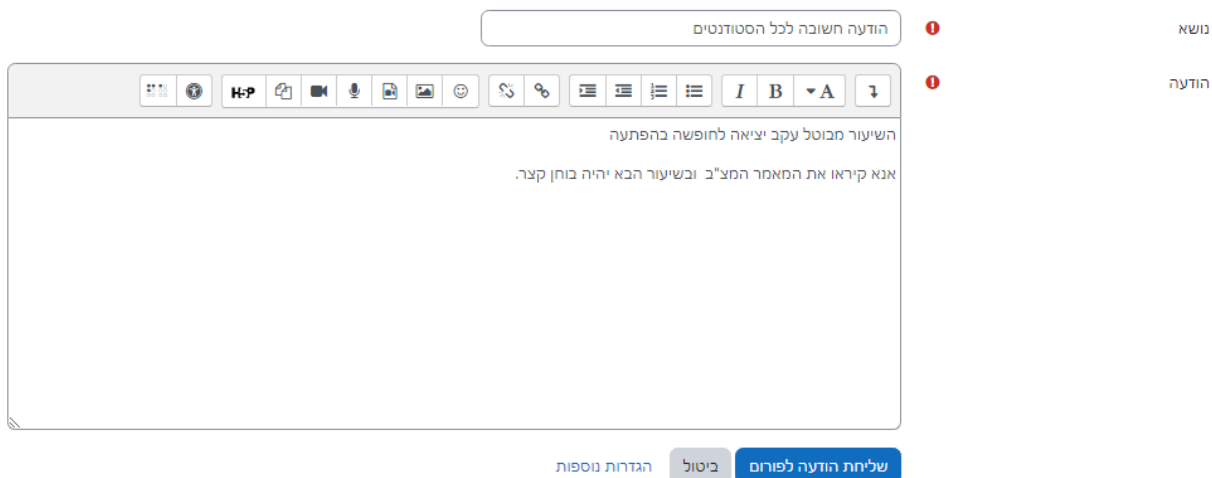 נושא
הודעה חשובה לכל הסטודנטים
הודעה
A B I H-P
השיעור מבוטל עקב יציאה לחופשה בהפתעה
אנא קיראו את המאמר המצ"ב ובשיעור הבא יהיה בוחן קצר.
שליחת הודעה לפורום ביטול הגדרות נוספות